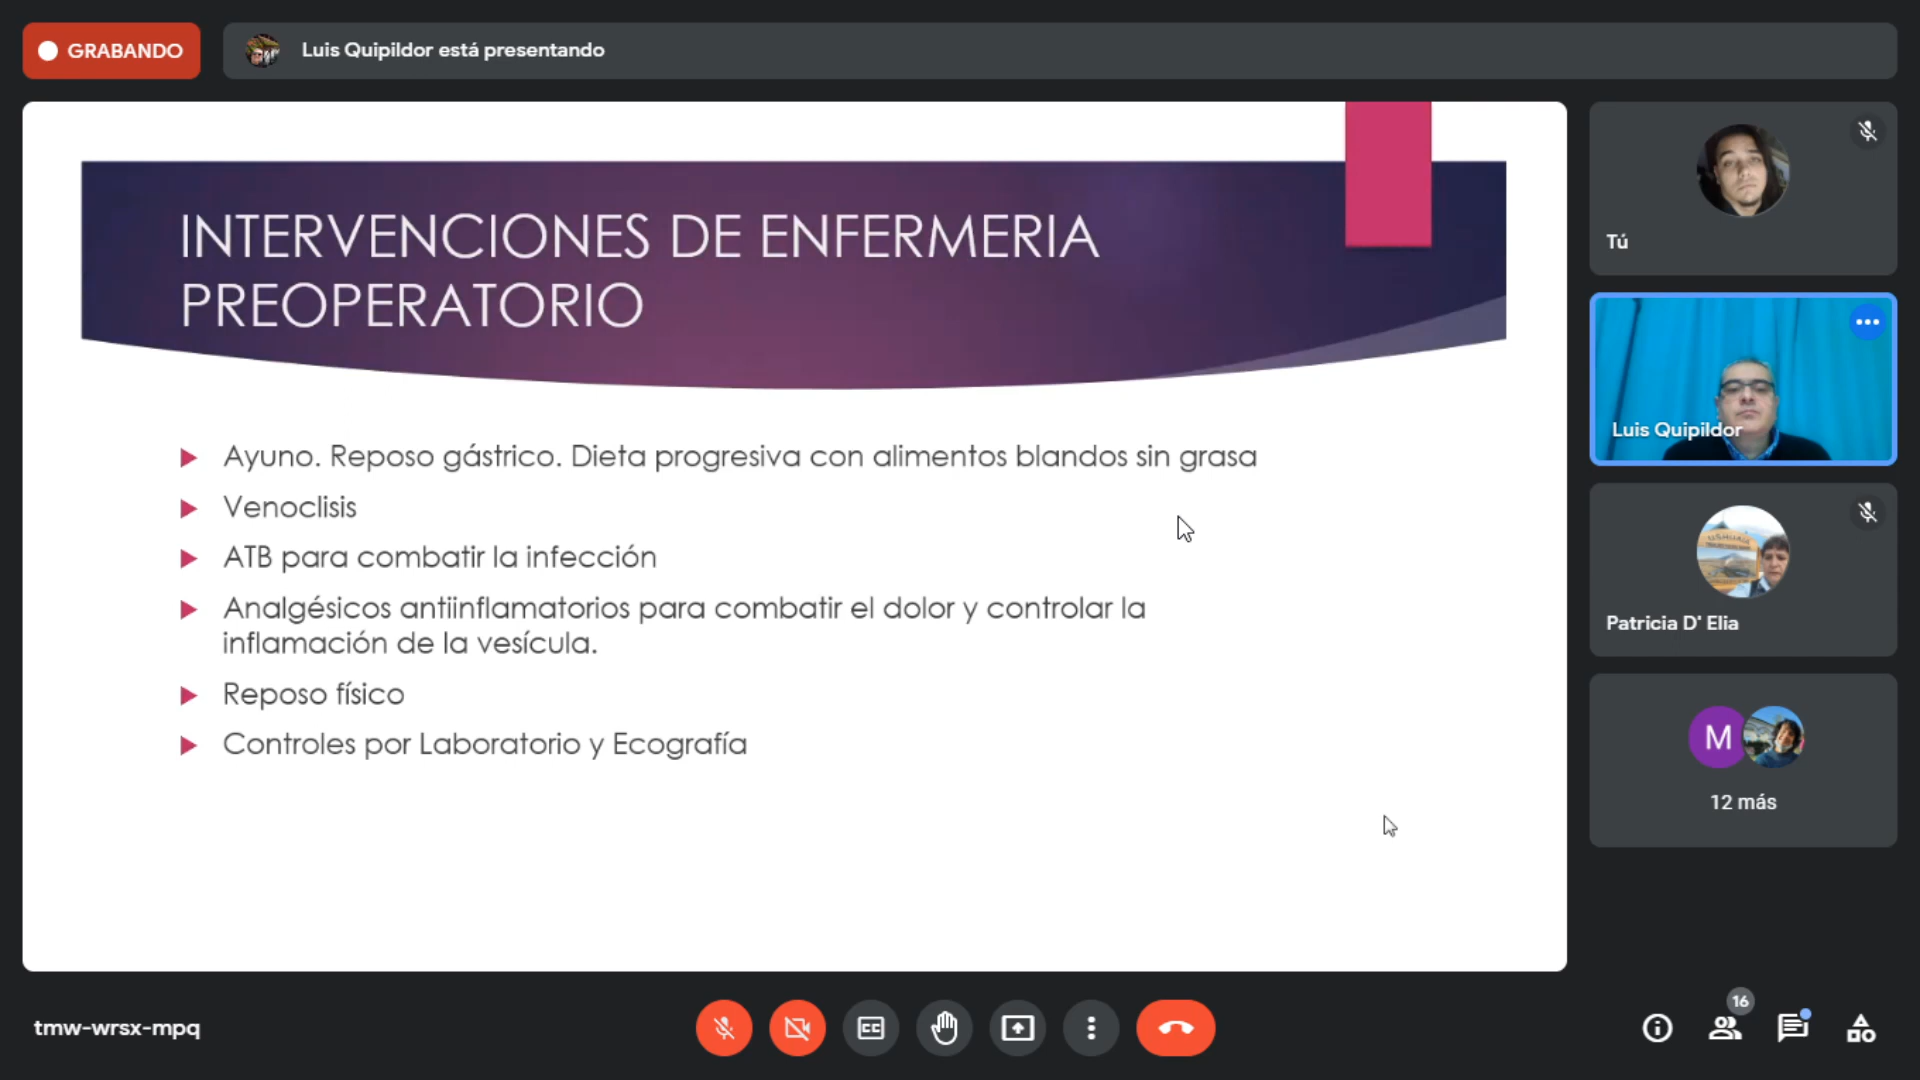 GRABANDO
Luis Quipildor está presentando
INTERVENCIONES DE ENFERMERIA
PREOPERATORIO
Ayuno. Reposo gástrico. Dieta progresiva con alimentos blandos sin grasa
Venoclisis
ATB para combatir la infección
Analgésicos antiinflamatorios para combatir el dolor y controlar la
inflamación de la vesícula.
Reposo físico
Controles por Laboratorio y Ecografía
Tú
Luis Quipildor
USHUAIA
Patricia D' Elia
M
12 más
tmw-wrsx-mpq
CC
16